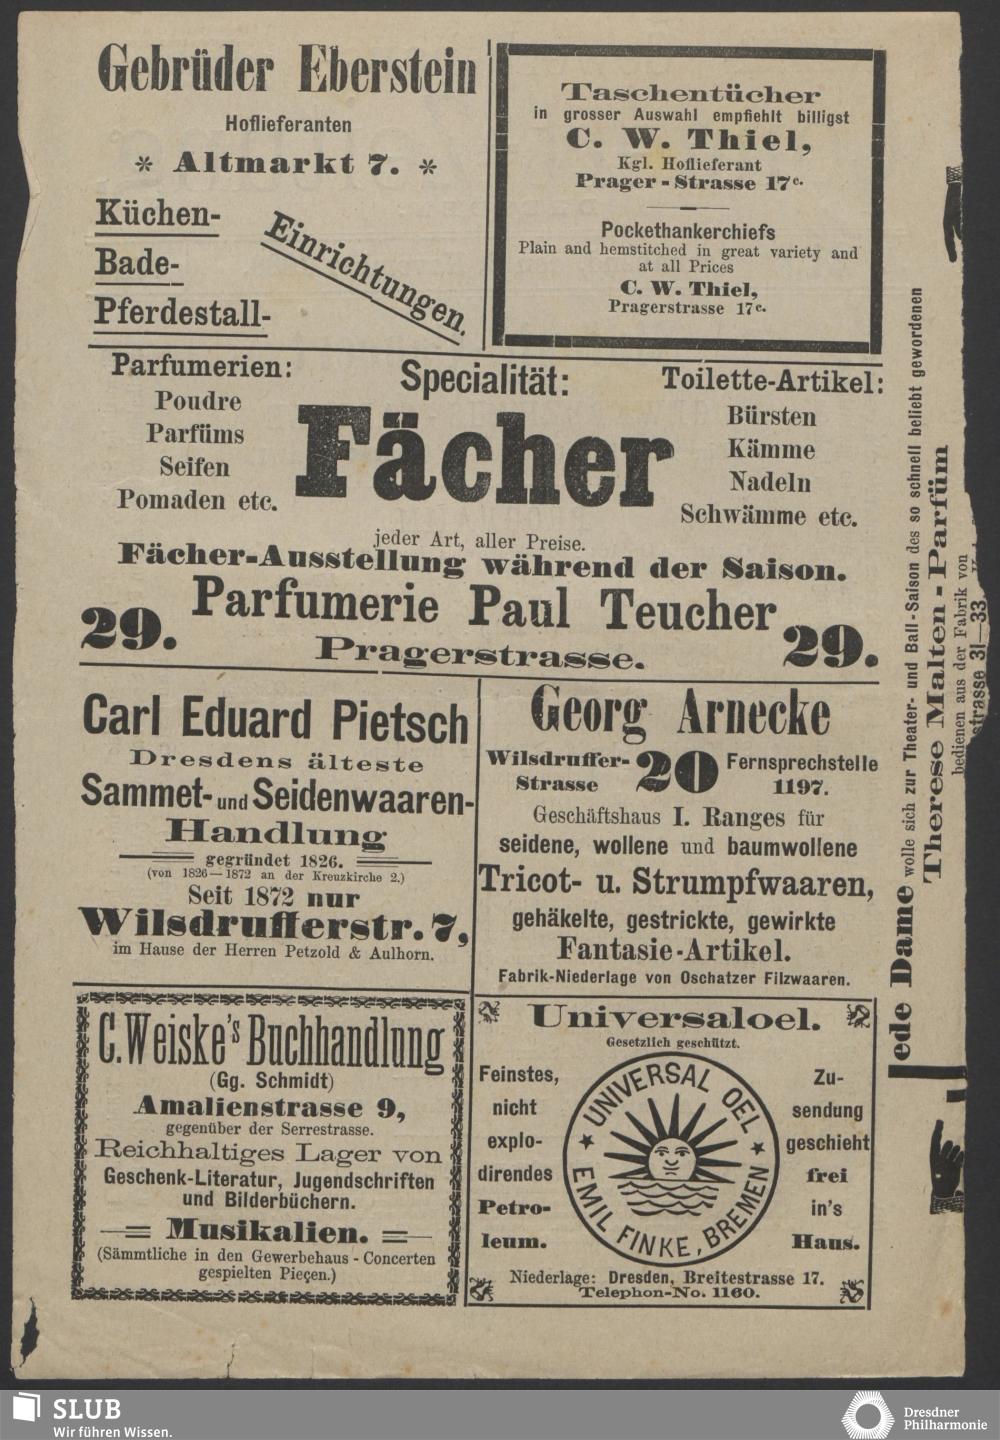 Gebrüder Eberstein
Hoflieferanten
* Altmarkt 7. *
Küchen-
Bade-
Pferdestall-
Einrichtungen.
Taschentücher
in grosser Auswahl empfiehlt billigst
C. W. Thiel,
Kgl. Hoflieferant
Prager-Strasse 17c.
Pockethankerchiefs
Plain and hemstitched in great variety and
at all Prices
C. W. Thiel,
Pragerstrasse 17c.
Parfumerien:
Poudre
Parfüms
Seifen
Pomaden etc.
Specialität:
Fächer
Toilette-Artikel:
Bürsten
Kämme
Nadeln
Schwämme etc.
jeder Art, aller Preise.
Fächer-Ausstellung während der Saison.
29. Parfumerie Paul Teucher 29.
Pragerstrasse.
Carl Eduard Pietsch
Dresdens älteste
Sammet- und Seidenwaaren-
Handlung
gegründet 1826.
(von 1826—1872 an der Kreuzkirche 2.)
Seit 1872 nur
Wilsdrufferstr. 7,
im Hause der Herren Petzold & Aulhorn.
Georg Arnecke
Wilsdruffer-Strasse 20 Fernsprechstelle 1197.
Geschäftshaus I. Ranges für
seidene, wollene und baumwollene
Tricot- u. Strumpfwaaren,
gehäkelte, gestrickte, gewirkte
Fantasie-Artikel.
Fabrik-Niederlage von Oschatzer Filzwaaren.
C. Weiske's Buchhandlung
(Gg. Schmidt)
Amalienstrasse 9,
gegenüber der Serrestrasse.
Reichhaltiges Lager von
Geschenk-Literatur, Jugendschriften
und Bilderbüchern.
Musikalien.
(Sämmtliche in den Gewerbehaus-Concerten
gespielten Pieçen.)
Universaloel.
Gesetzlich geschützt.
Feinstes,
nicht
explo-
direndes
Petro-
leum.
UNIVERSAL OEL
EMIL FINKE, BREMEN
Zu-
sendung
geschieht
frei
in's
Haus.
Niederlage: Dresden, Breitestrasse 17.
Telephon-No. 1160.
ede Dame wolle sich zur Theater- und Ball-Saison des so schnell beliebt gewordenen
Therese Malten-Parfüm
bedienen aus der Fabrik von
strasse 31—33
SLUB
Wir führen Wissen.
Dresdner
Philharmonie